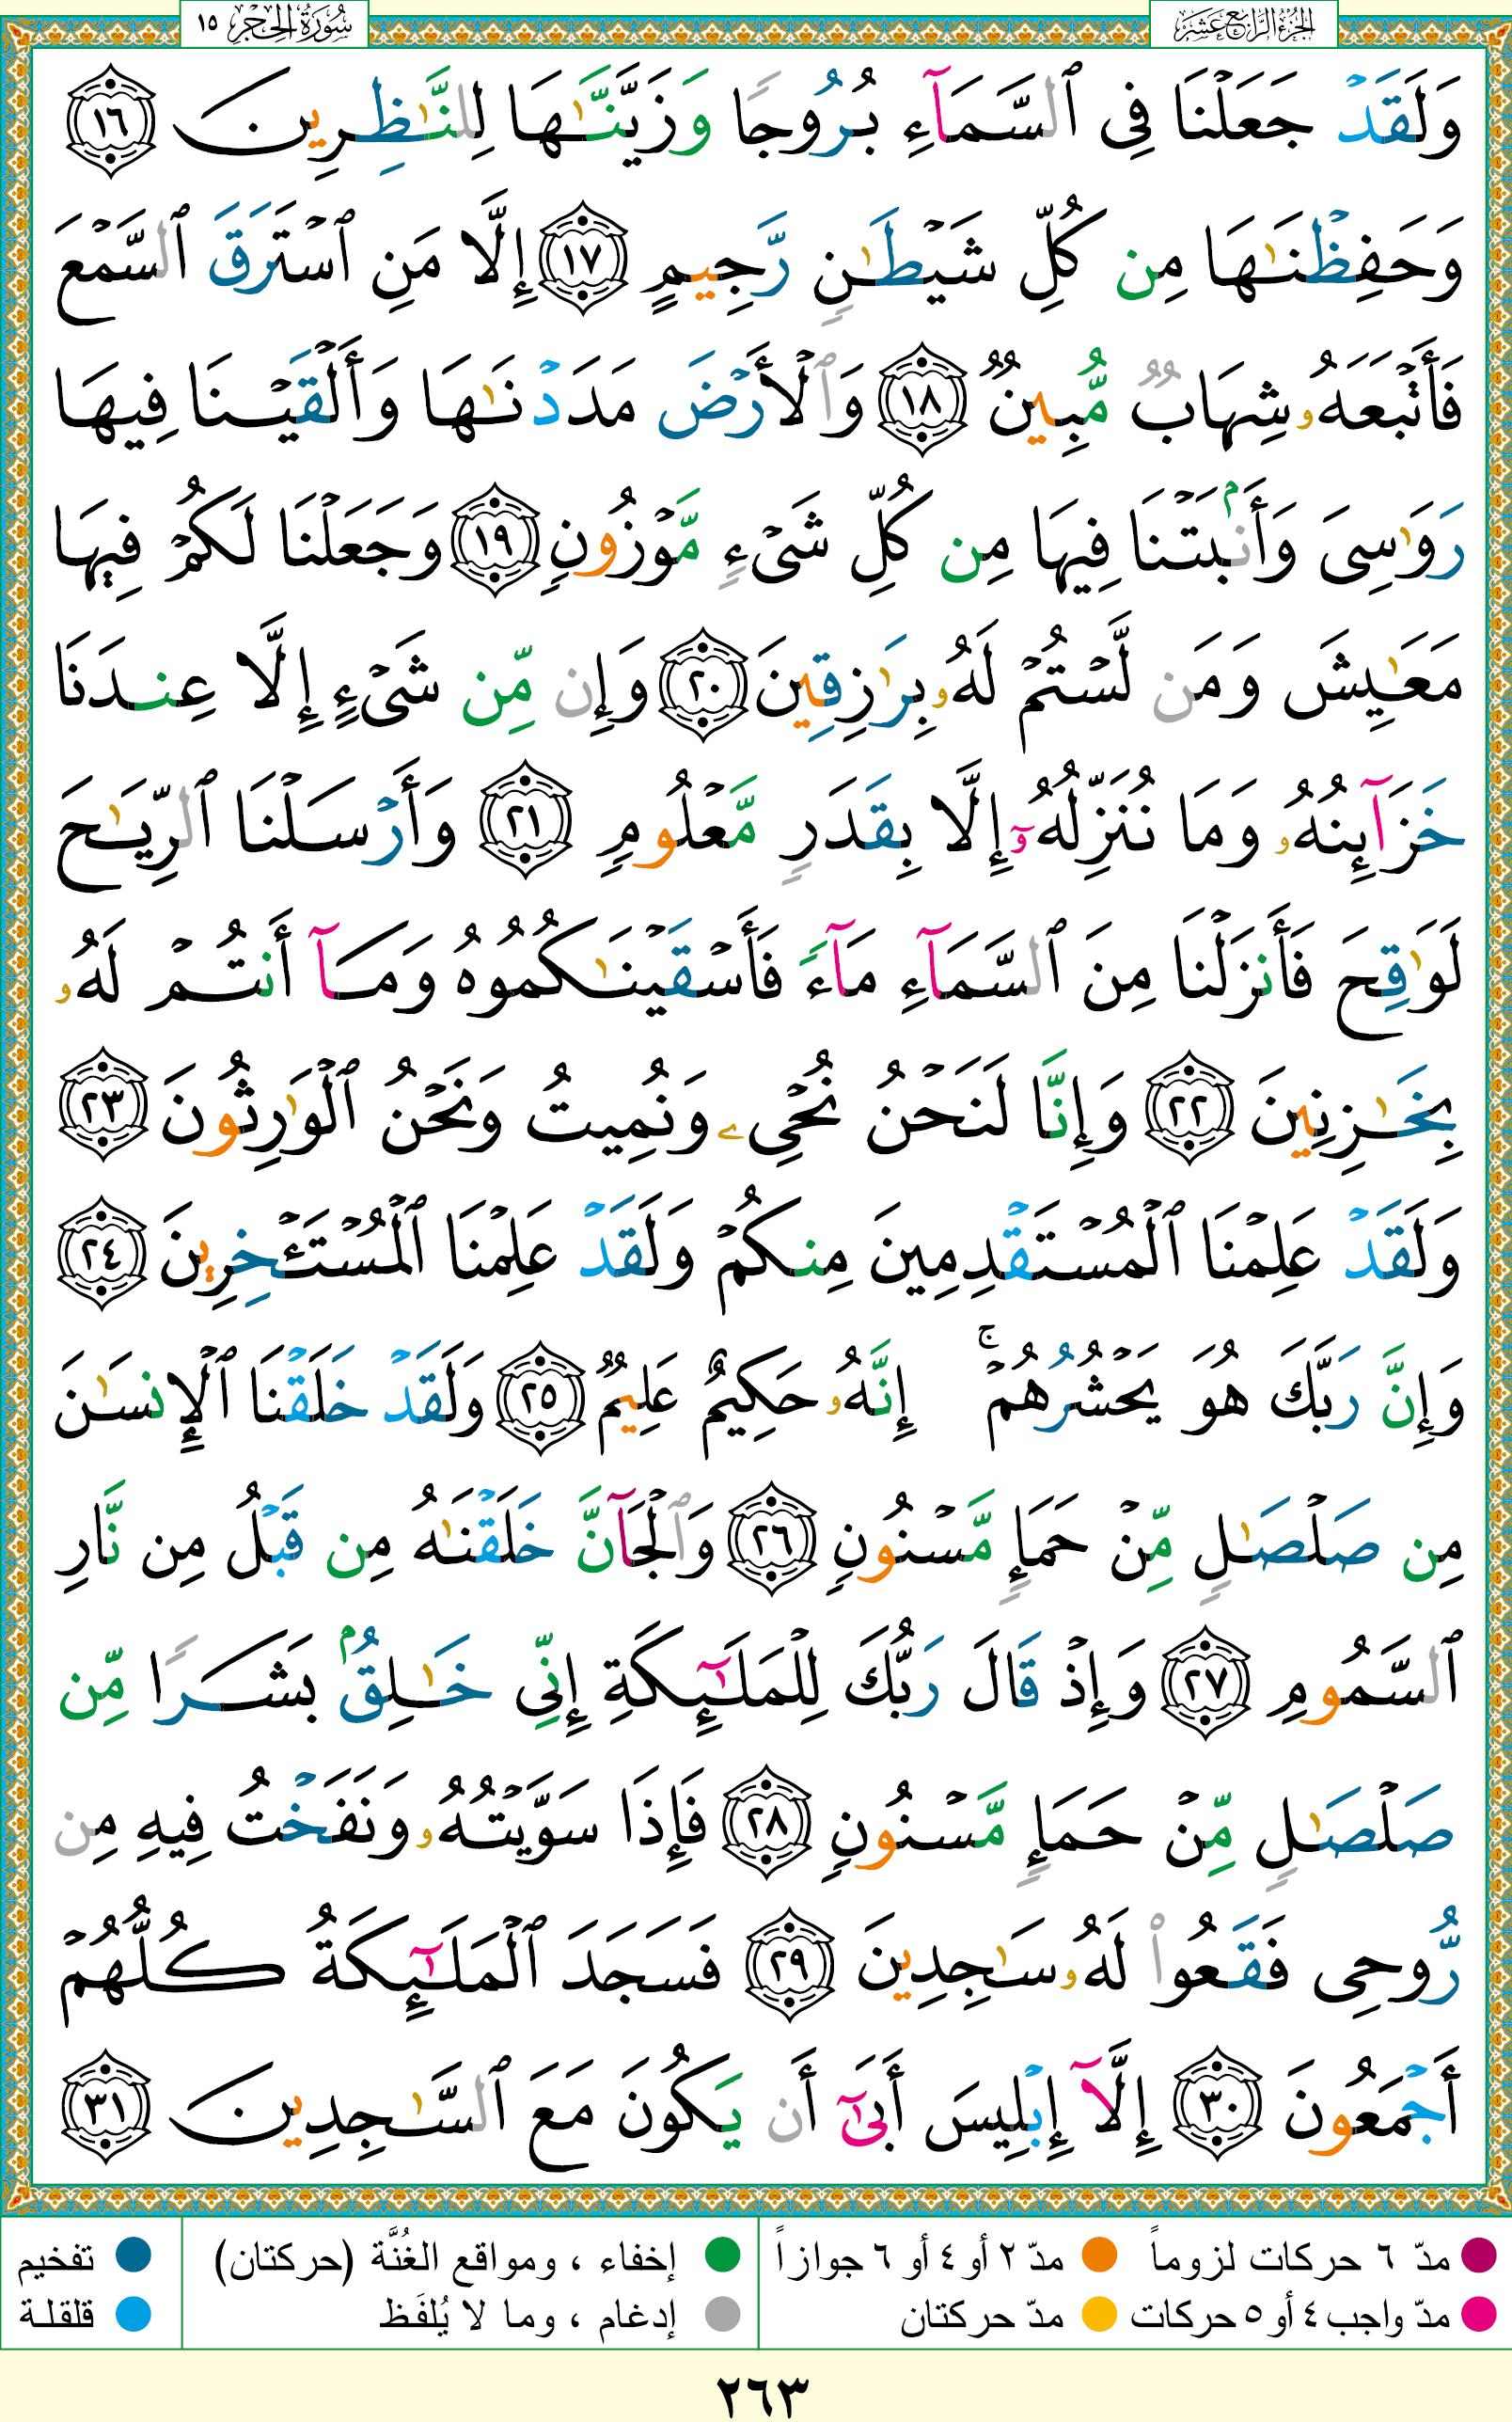 الجزء الرابع عشر
سُورَةُ الحِجْر ١٥
وَلَقَدْ جَعَلْنَا فِى ٱلسَّمَآءِ بُرُوجًا وَزَيَّنَّـٰهَا لِلنَّـٰظِرِينَ ١٦
وَحَفِظْنَـٰهَا مِن كُلِّ شَيْطَـٰنٍ رَّجِيمٍ ١٧ إِلَّا مَنِ ٱسْتَرَقَ ٱلسَّمْعَ
فَأَتْبَعَهُۥ شِهَابٌ مُّبِينٌ ١٨ وَٱلْأَرْضَ مَدَدْنَـٰهَا وَأَلْقَيْنَا فِيهَا
رَوَٰسِىَ وَأَنۢبَتْنَا فِيهَا مِن كُلِّ شَىْءٍ مَّوْزُونٍ ١٩ وَجَعَلْنَا لَكُمْ فِيهَا
مَعَـٰيِشَ وَمَن لَّسْتُمْ لَهُۥ بِرَٰزِقِينَ ٢٠ وَإِن مِّن شَىْءٍ إِلَّا عِندَنَا
خَزَآئِنُهُۥ وَمَا نُنَزِّلُهُۥٓ إِلَّا بِقَدَرٍ مَّعْلُومٍ ٢١ وَأَرْسَلْنَا ٱلرِّيَـٰحَ
لَوَٰقِحَ فَأَنزَلْنَا مِنَ ٱلسَّمَآءِ مَآءً فَأَسْقَيْنَـٰكُمُوهُ وَمَآ أَنتُمْ لَهُۥ
بِخَـٰزِنِينَ ٢٢ وَإِنَّا لَنَحْنُ نُحْىِۦ وَنُمِيتُ وَنَحْنُ ٱلْوَٰرِثُونَ ٢٣
وَلَقَدْ عَلِمْنَا ٱلْمُسْتَقْدِمِينَ مِنكُمْ وَلَقَدْ عَلِمْنَا ٱلْمُسْتَـْٔخِرِينَ ٢٤
وَإِنَّ رَبَّكَ هُوَ يَحْشُرُهُمْ ۚ إِنَّهُۥ حَكِيمٌ عَلِيمٌ ٢٥ وَلَقَدْ خَلَقْنَا ٱلْإِنسَـٰنَ
مِن صَلْصَـٰلٍ مِّنْ حَمَإٍ مَّسْنُونٍ ٢٦ وَٱلْجَآنَّ خَلَقْنَـٰهُ مِن قَبْلُ مِن نَّارِ
ٱلسَّمُومِ ٢٧ وَإِذْ قَالَ رَبُّكَ لِلْمَلَـٰٓئِكَةِ إِنِّى خَـٰلِقٌۢ بَشَرًا مِّن
صَلْصَـٰلٍ مِّنْ حَمَإٍ مَّسْنُونٍ ٢٨ فَإِذَا سَوَّيْتُهُۥ وَنَفَخْتُ فِيهِ مِن
رُّوحِى فَقَعُوا۟ لَهُۥ سَـٰجِدِينَ ٢٩ فَسَجَدَ ٱلْمَلَـٰٓئِكَةُ كُلُّهُمْ
أَجْمَعُونَ ٣٠ إِلَّآ إِبْلِيسَ أَبَىٰٓ أَن يَكُونَ مَعَ ٱلسَّـٰجِدِينَ ٣١
مدّ ٦ حركات لزوماً مدّ ٢ أو ٤ أو ٦ جوازاً إخفاء ، ومواقع الغُنَّة (حركتان) تفخيم
مدّ واجب ٤ أو ٥ حركات مدّ حركتان إدغام ، وما لا يُلفَظ قلقلة
٢٦٣